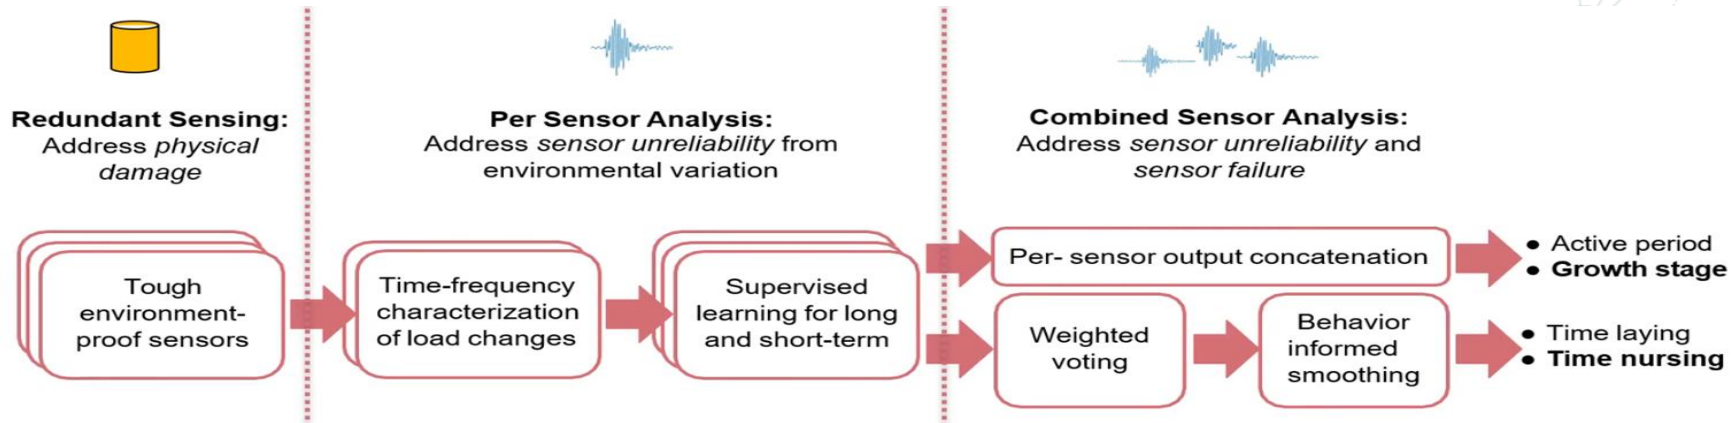 Redundant Sensing:
Address physical
damage
Per Sensor Analysis:
Address sensor unreliability from
environmental variation
Combined Sensor Analysis:
Address sensor unreliability and
sensor failure
Tough
environment-
proof sensors
Time-frequency
characterization
of load changes
Supervised
learning for long
and short-term
Per- sensor output concatenation
• Active period
• Growth stage
Weighted
voting
Behavior
informed
smoothing
• Time laying
• Time nursing